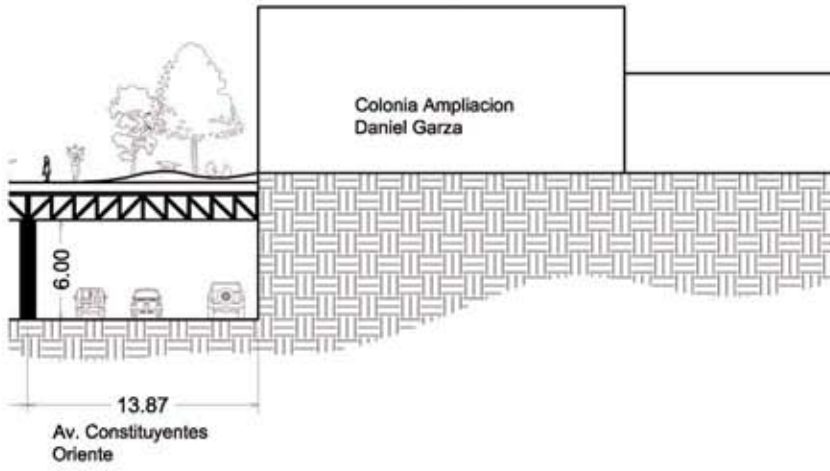 Colonia Ampliacion
Daniel Garza
6.00
13.87
Av. Constituyentes
Oriente